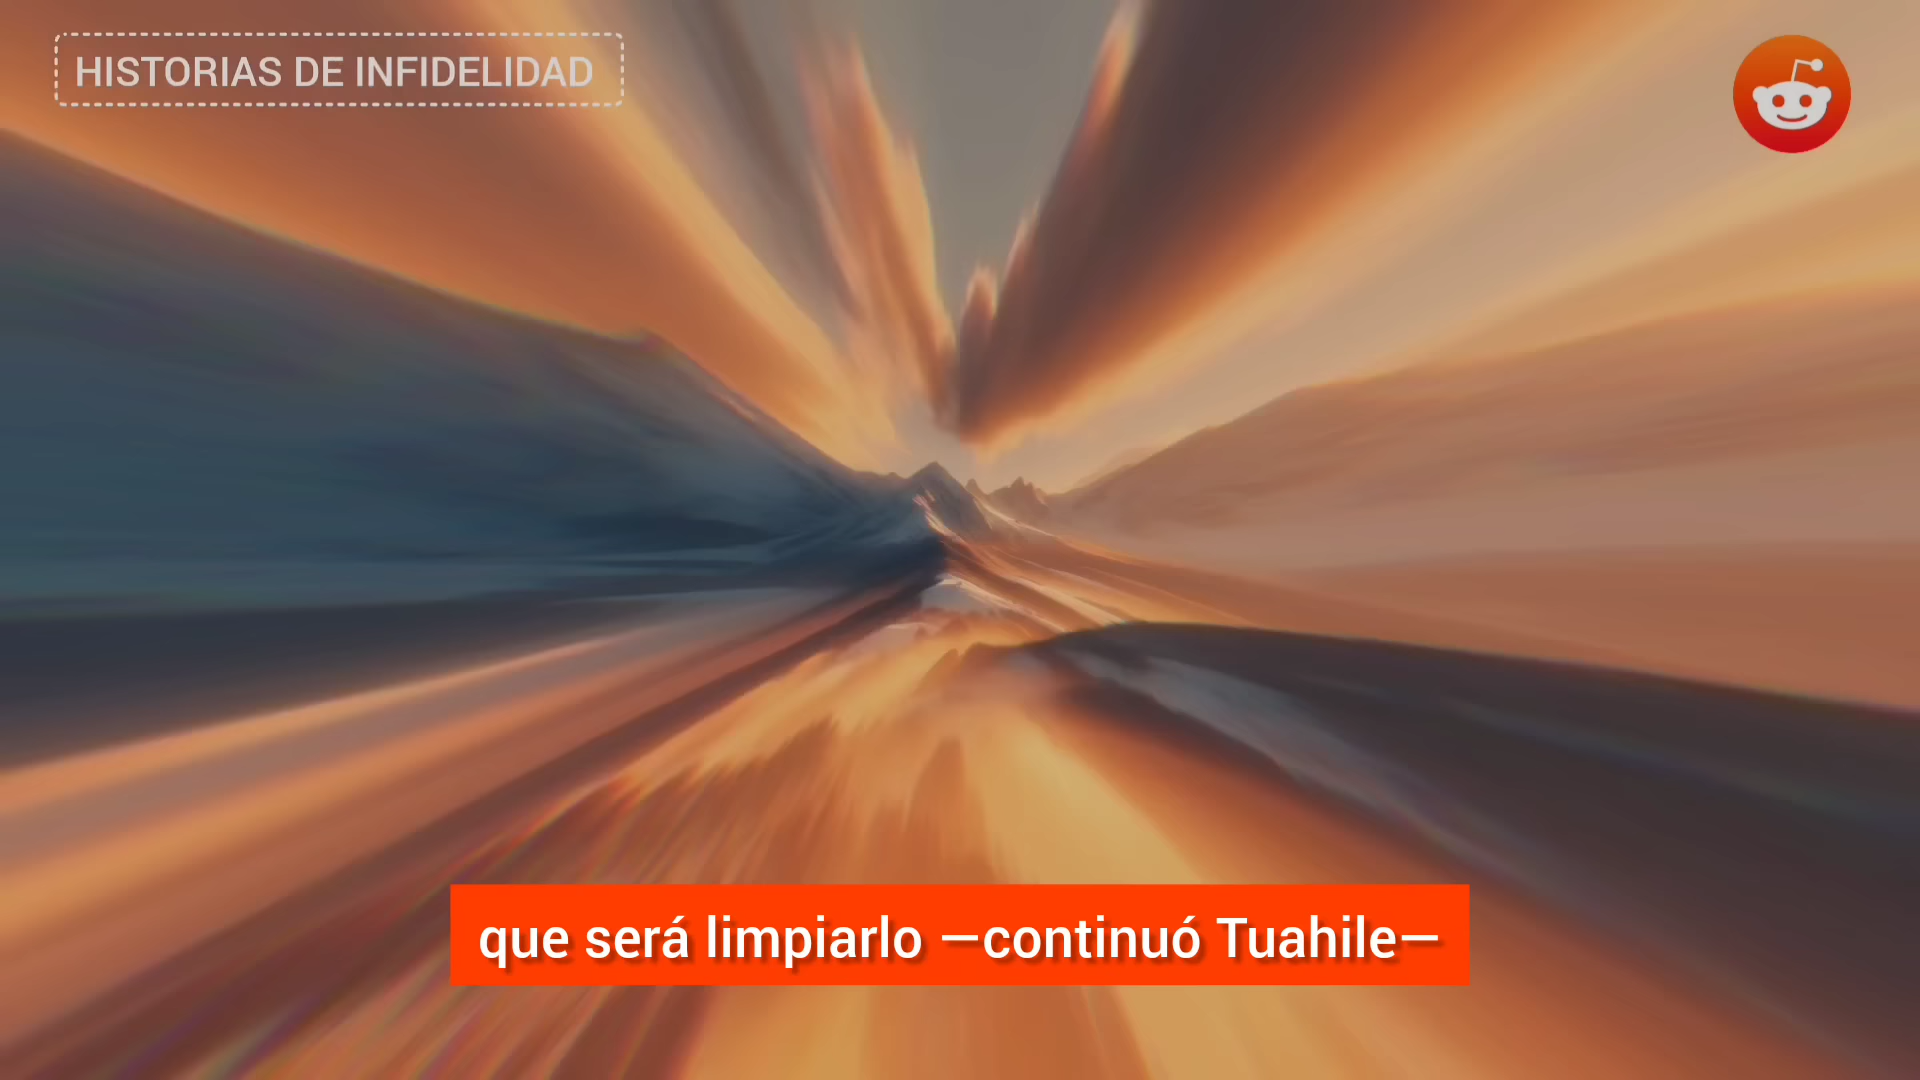 HISTORIAS DE INFIDELIDAD
que será limpiarlo —continuó Tuahile—